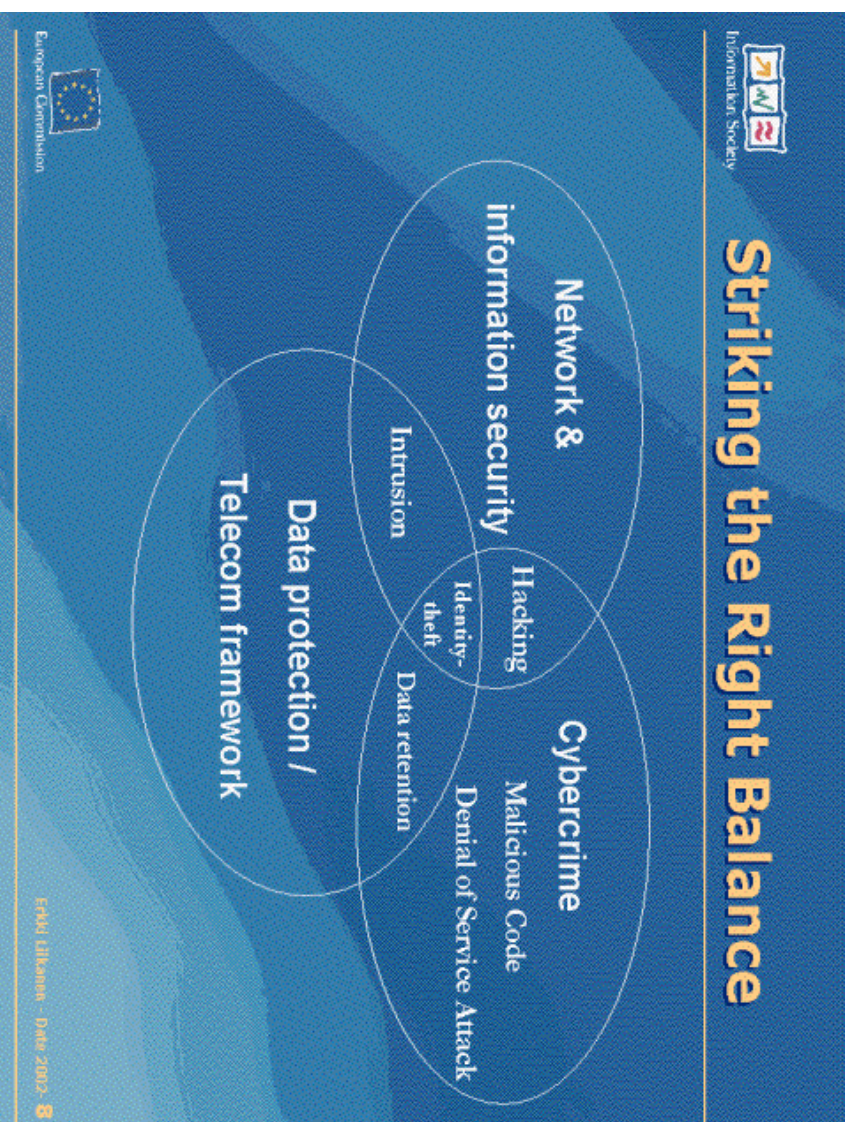 Information Society
Striking the Right Balance
Network &
information security
Cybercrime
Malicious Code
Denial of Service Attack
Hacking
Identity-
theft
Intrusion
Data retention
Data protection /
Telecom framework
European Commission
Erkki Liikanen - Date 2002- 8